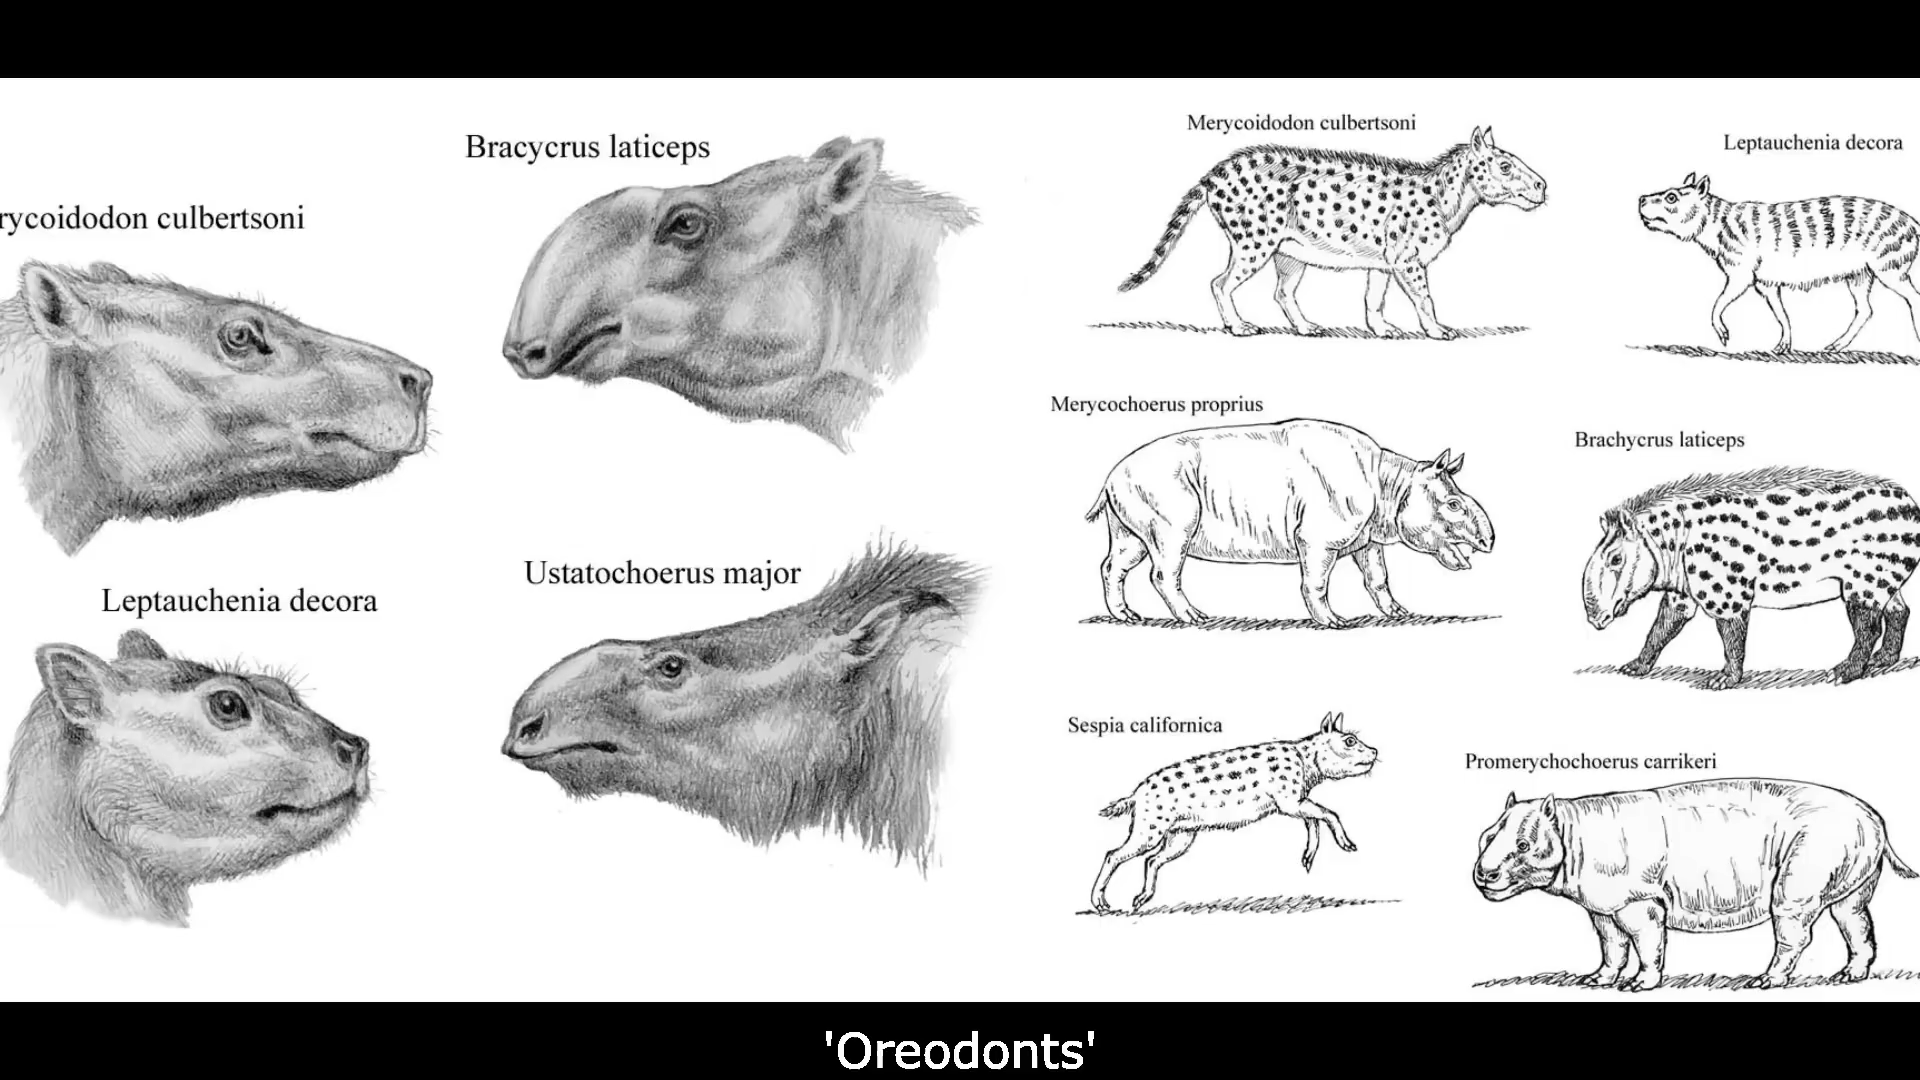 rycoidodon culbertsoni
Bracycrus laticeps
Leptauchenia decora
Ustatochoerus major
Merycoidodon culbertsoni
Leptauchenia decora
Merycochoerus proprius
Brachycrus laticeps
Sespia californica
Promerychochoerus carrikeri
'Oreodonts'